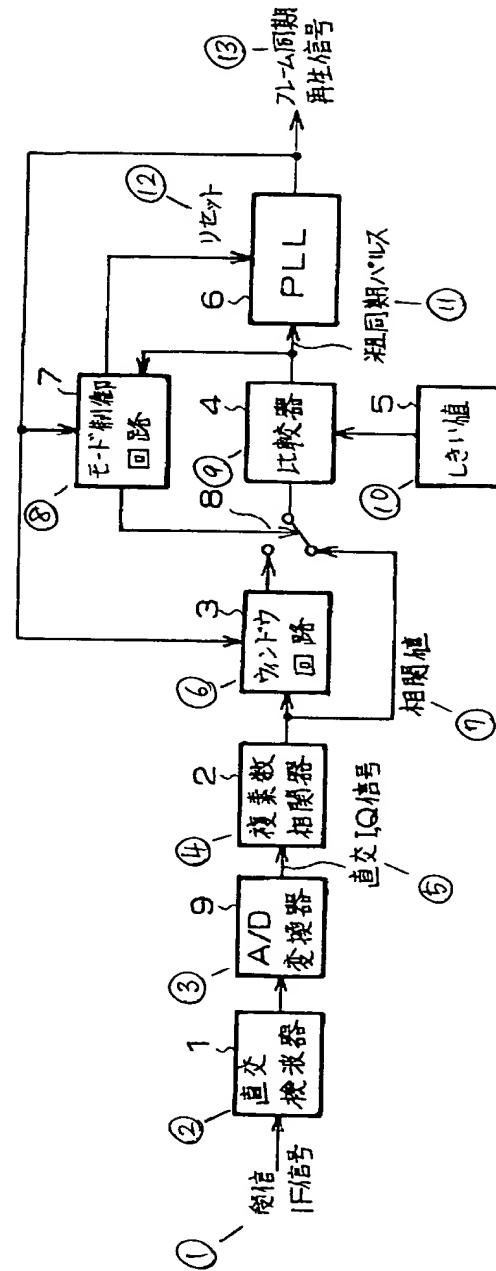 ① 受信
IF信号
② 直交
検波器
1
③ A/D
変換器
9
④ 複素数
相関器
2
直交I,Q信号
⑤
⑥ ウィンドウ
回路
3
相関値
⑦
⑧ モード制御
回路
7
8
⑨ 比較器
4
⑩ しきい値
5
粗同期パルス
⑪
PLL
6
⑫
リセット
⑬
フレーム同期
再生信号